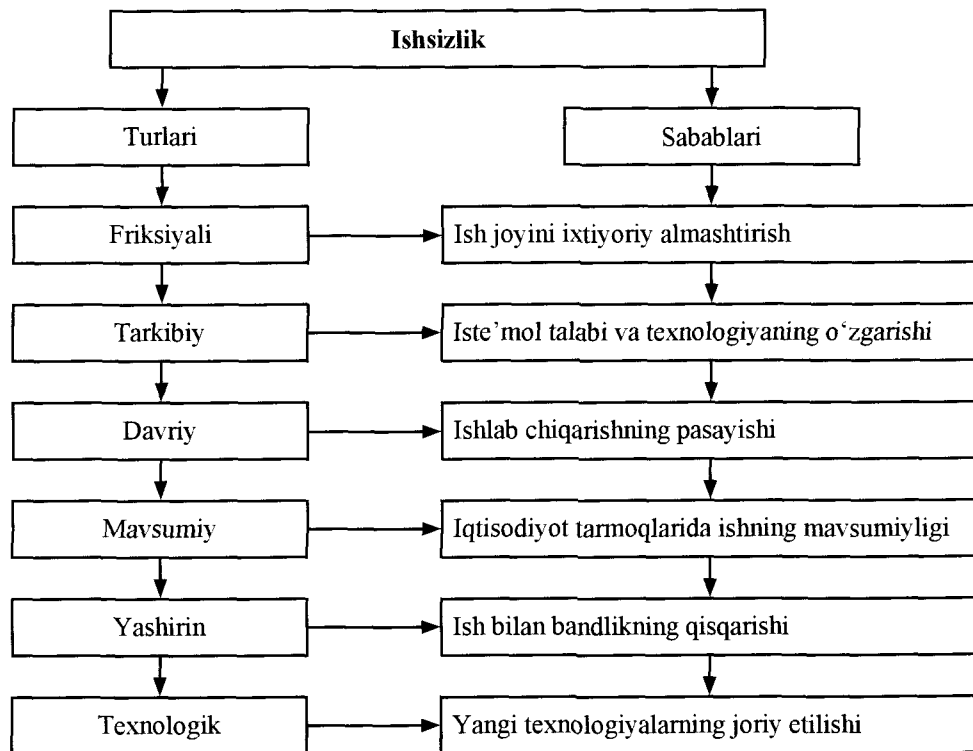 Ishsizlik
Turlari
Sabablari
Friksiyali
Ish joyini ixtiyoriy almashtirish
Tarkibiy
Iste’mol talabi va texnologiyaning o‘zgarishi
Davriy
Ishlab chiqarishning pasayishi
Mavsumiy
Iqtisodiyot tarmoqlarida ishning mavsumiyligi
Yashirin
Ish bilan bandlikning qisqarishi
Texnologik
Yangi texnologiyalarning joriy etilishi